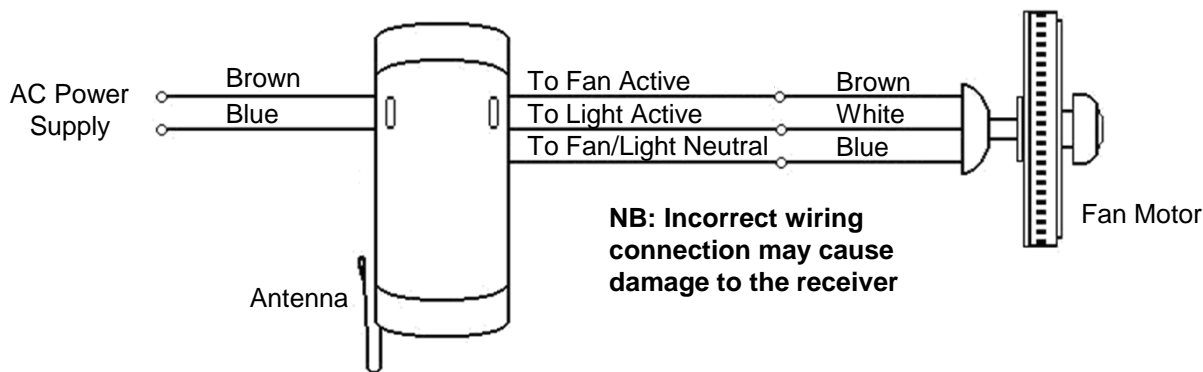 AC Power
Supply
Brown
Blue
To Fan Active
To Light Active
To Fan/Light Neutral
Brown
White
Blue
Fan Motor
NB: Incorrect wiring
connection may cause
damage to the receiver
Antenna